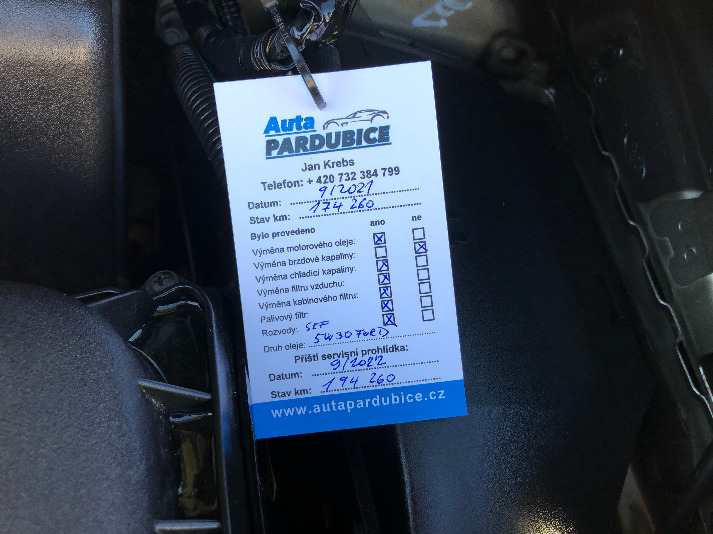 Auta
PARDUBICE
Jan Krebs
Telefon: + 420 732 384 799
Datum: 9/2021
Stav km: 174 260
Bylo provedeno ano ne
Výměna motorového oleje:
Výměna brzdové kapaliny:
Výměna chladící kapaliny:
Výměna filtru vzduchu:
Výměna kabinového filtru:
Palivový filtr:
Rozvody:
Druh oleje: 5W30 FORD
Příští servisní prohlídka:
Datum: 9/2022
Stav km: 194 260
www.autapardubice.cz